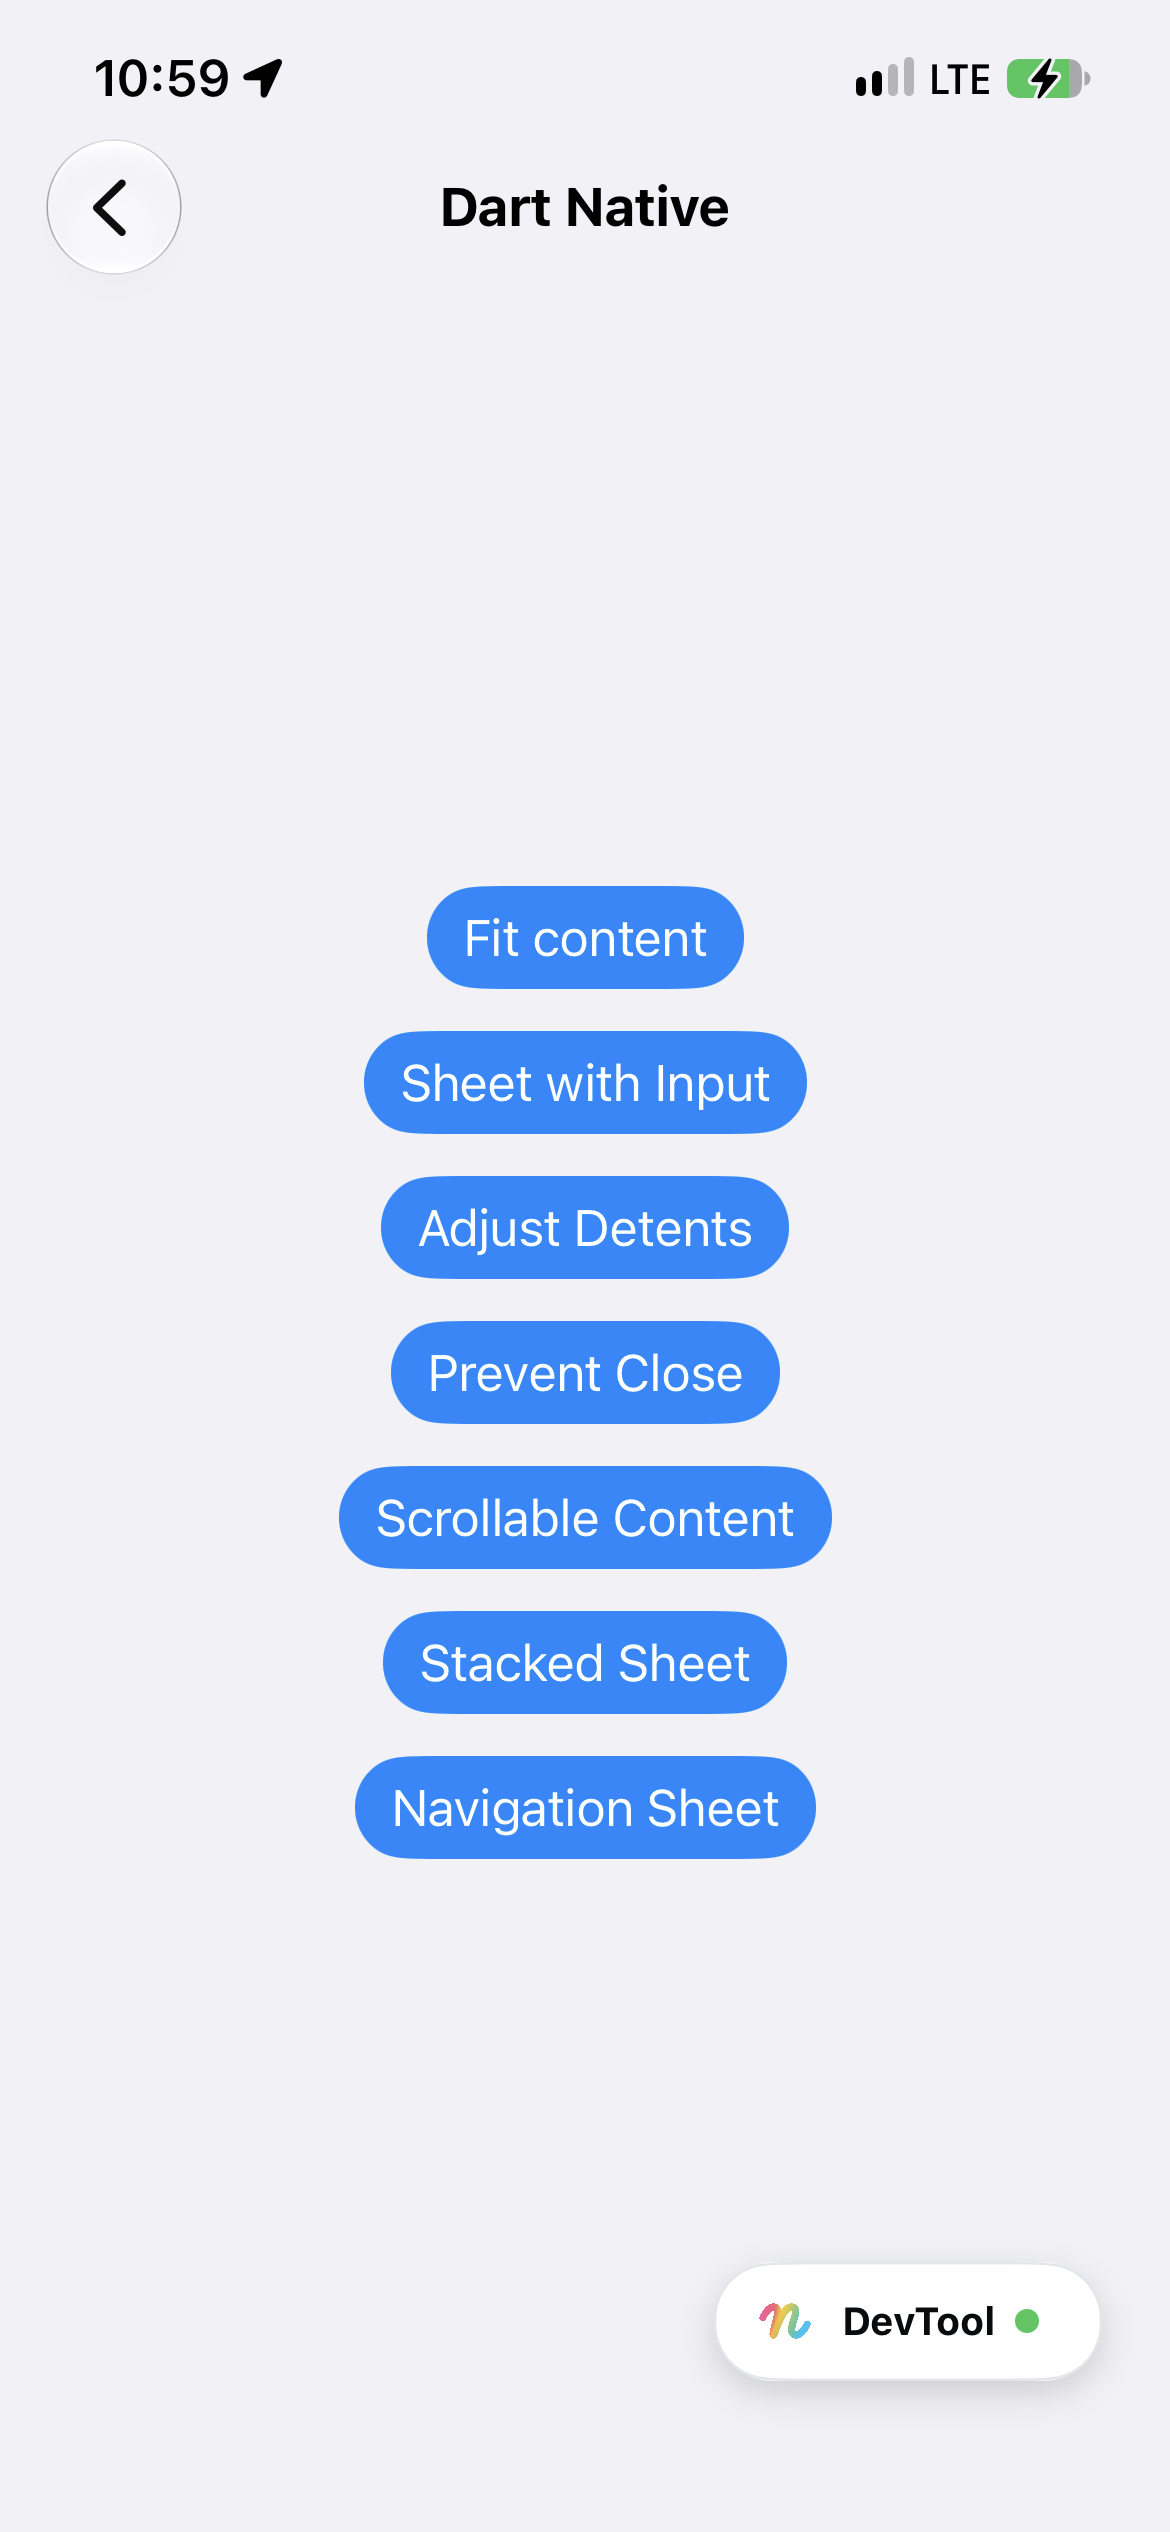 10:59
LTE
Dart Native
Fit content
Sheet with Input
Adjust Detents
Prevent Close
Scrollable Content
Stacked Sheet
Navigation Sheet
DevTool